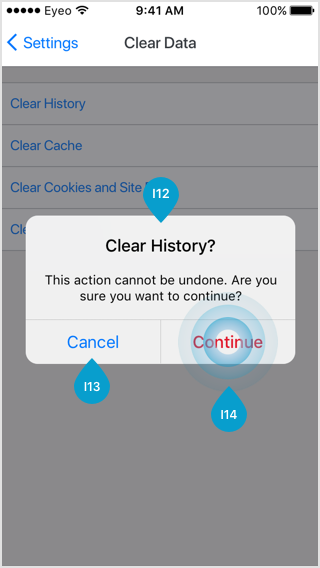 Eyeo 9:41 AM 100%
Settings Clear Data
Clear History
Clear Cache
Clear Cookies and Site
I12
Clear History?
This action cannot be undone. Are you
sure you want to continue?
Cancel Continue
I13
I14